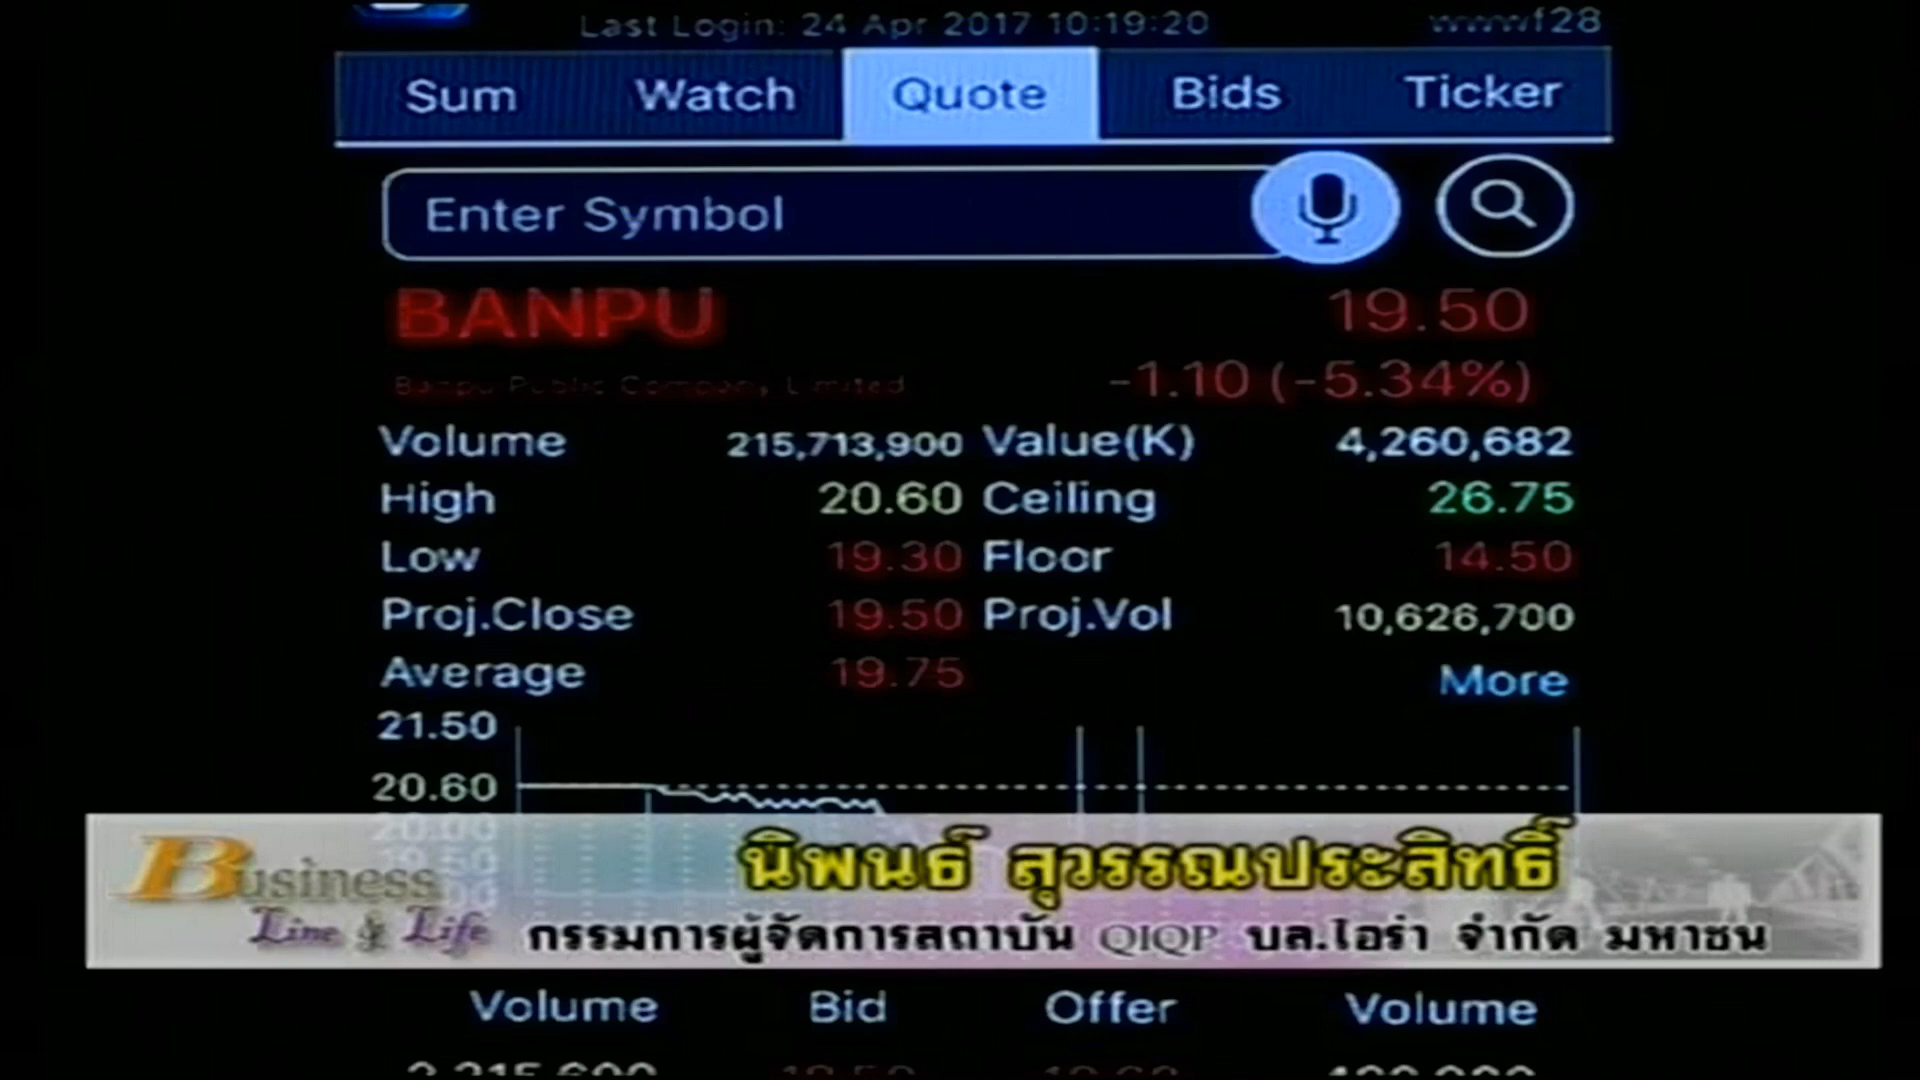 Last Login: 24 Apr 2017 10:19:20
Sum Watch Quote Bids Ticker
Enter Symbol
BANPU 19.50
Banpu Public Company Limited -1.10 (-5.34%)
Volume 215,713,900 Value(K) 4,260,682
High 20.60 Ceiling 26.75
Low 19.30 Floor 14.50
Proj.Close 19.50 Proj.Vol 10,626,700
Average 19.75 More
21.50
20.60
Business
Line & Life
นิพนธ์ สุวรรณประสิทธิ์
กรรมการผู้จัดการสถาบัน QIQP บล.ไอร่า จำกัด มหาชน
Volume Bid Offer Volume